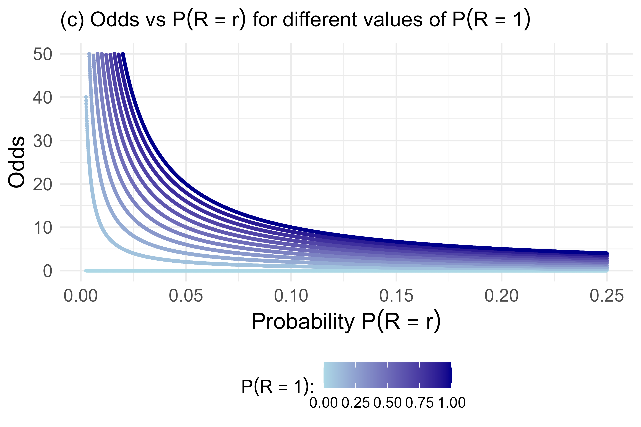 (c) Odds vs P(R = r) for different values of P(R = 1)
50
40
30
20
10
0
Odds
0.00 0.05 0.10 0.15 0.20 0.25
Probability P(R = r)
P(R = 1):
0.00 0.25 0.50 0.75 1.00